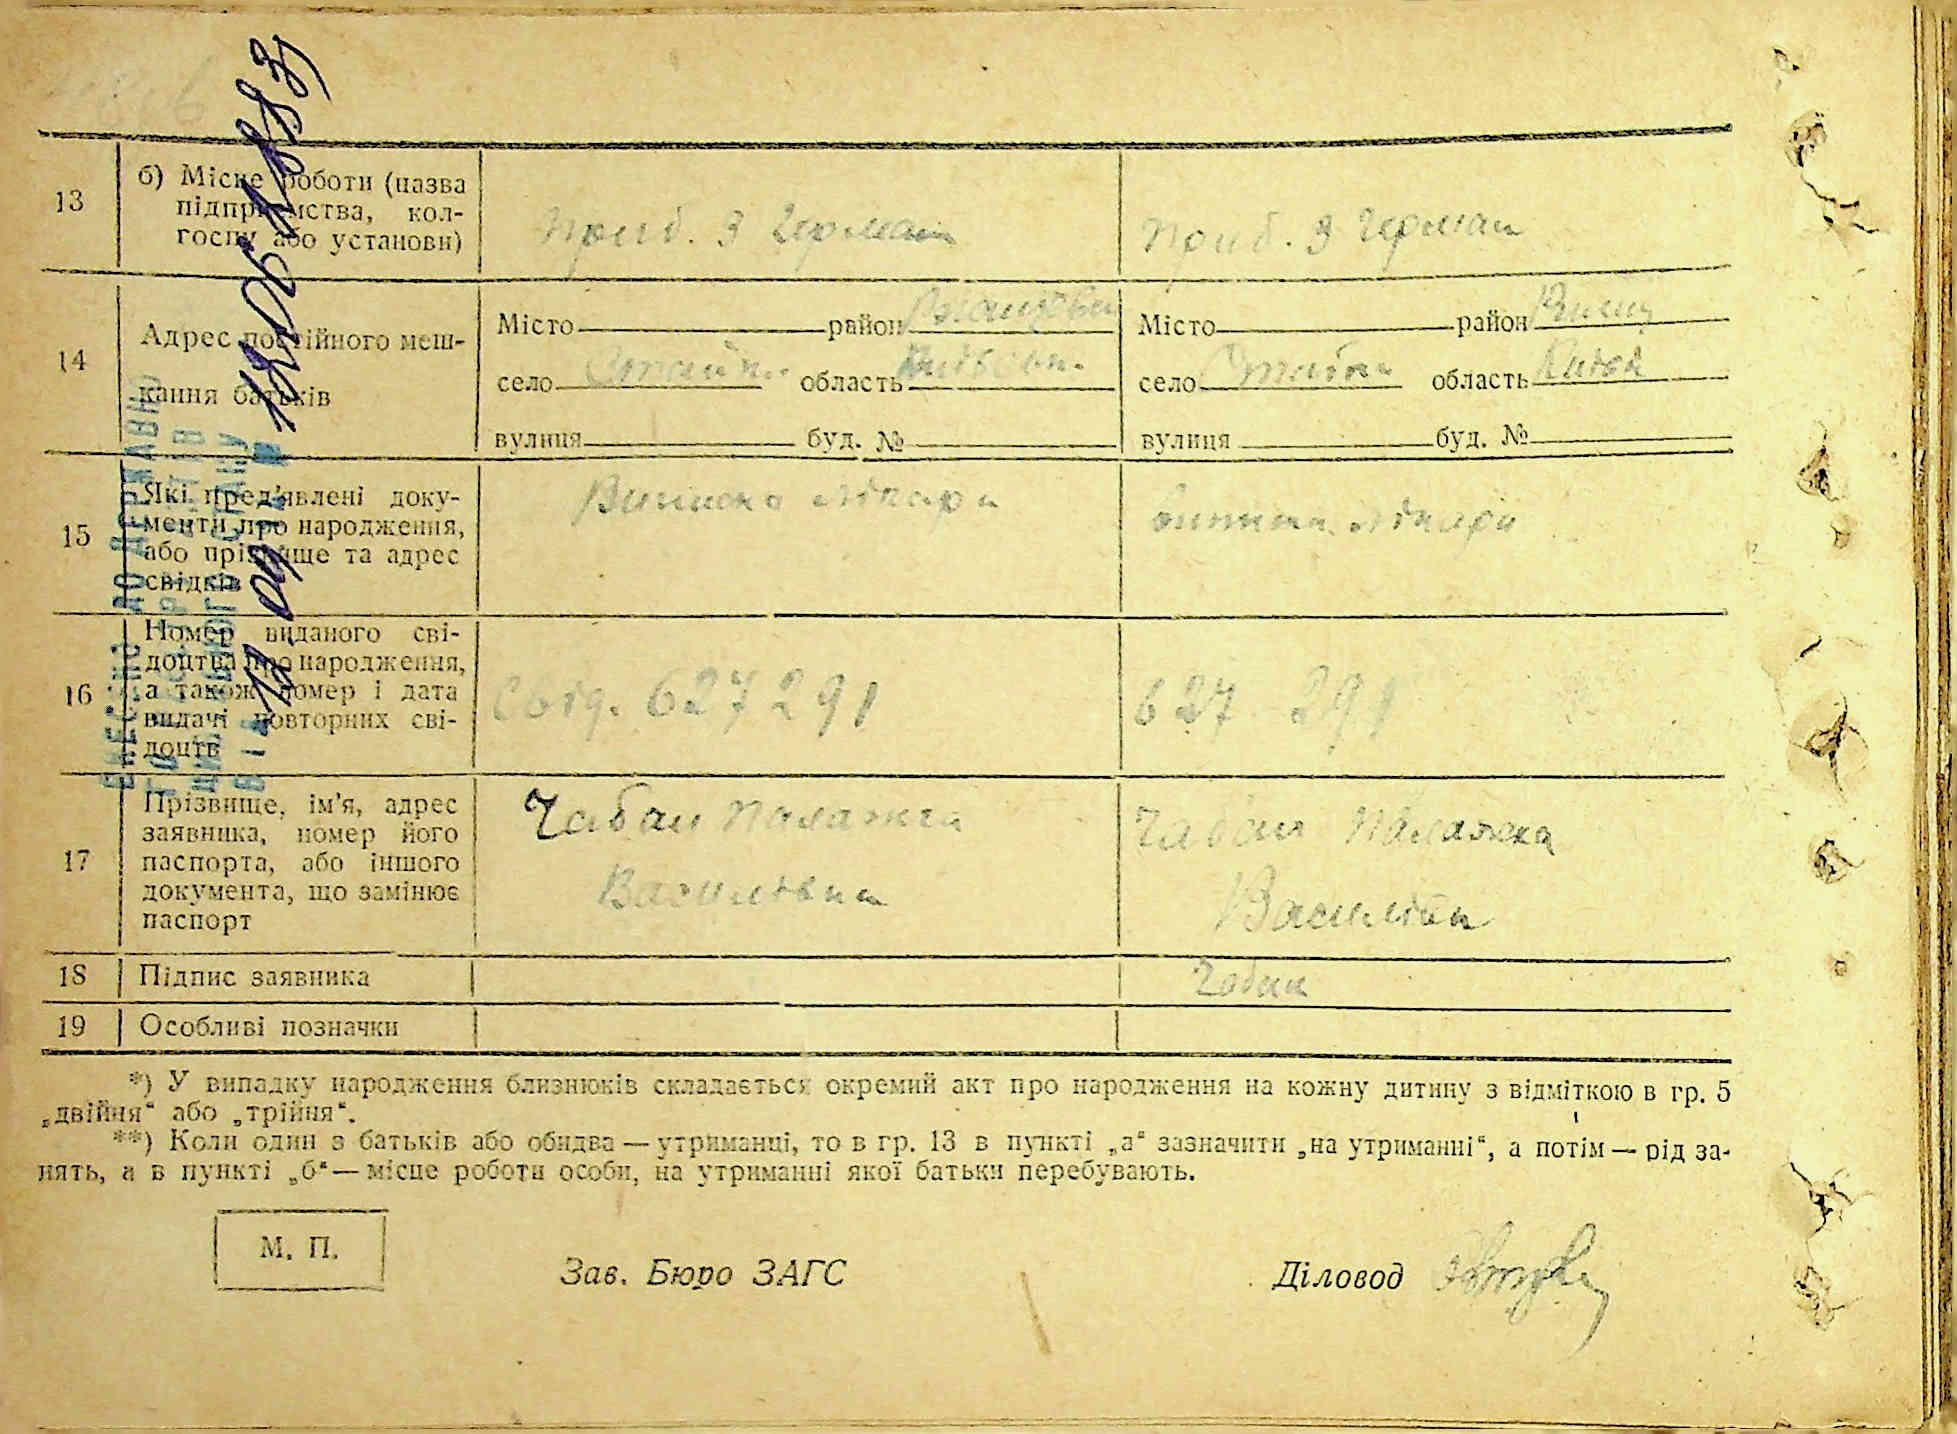 13
б) Місце роботи (назва
підприємства, кол-
госпу або установи)
Приб. з Германи
Приб. з Германи
14
Адрес постійного меш-
кання батьків
Місто район
село область
вулиця буд. №
Місто район
село область
вулиця буд. №
15
Які пред'явлені доку-
менти про народження,
або прізвище та адрес
свідків
Виписка лікаря
лікаря
16
Номер виданого сві-
доцтва про народження,
а також номер і дата
видачі повторних сві-
доцтв
Свід. 627291
627 291
17
Прізвище, ім'я, адрес
заявника, номер його
паспорта, або іншого
документа, що замінює
паспорт
Чабан Палажка
Василівна
Чабан Палажка
18
Підпис заявника
Чабан
19
Особливі позначки
*) У випадку народження близнюків складається окремий акт про народження на кожну дитину з відміткою в гр. 5
„двійня“ або „трійня“.
**) Коли один з батьків або обидва — утриманці, то в гр. 13 в пункті „а“ зазначити „на утриманні“, а потім — рід за-
нять, а в пункті „б“ — місце роботи особи, на утриманні якої батьки перебувають.
М. П.
Зав. Бюро ЗАГС
Діловод